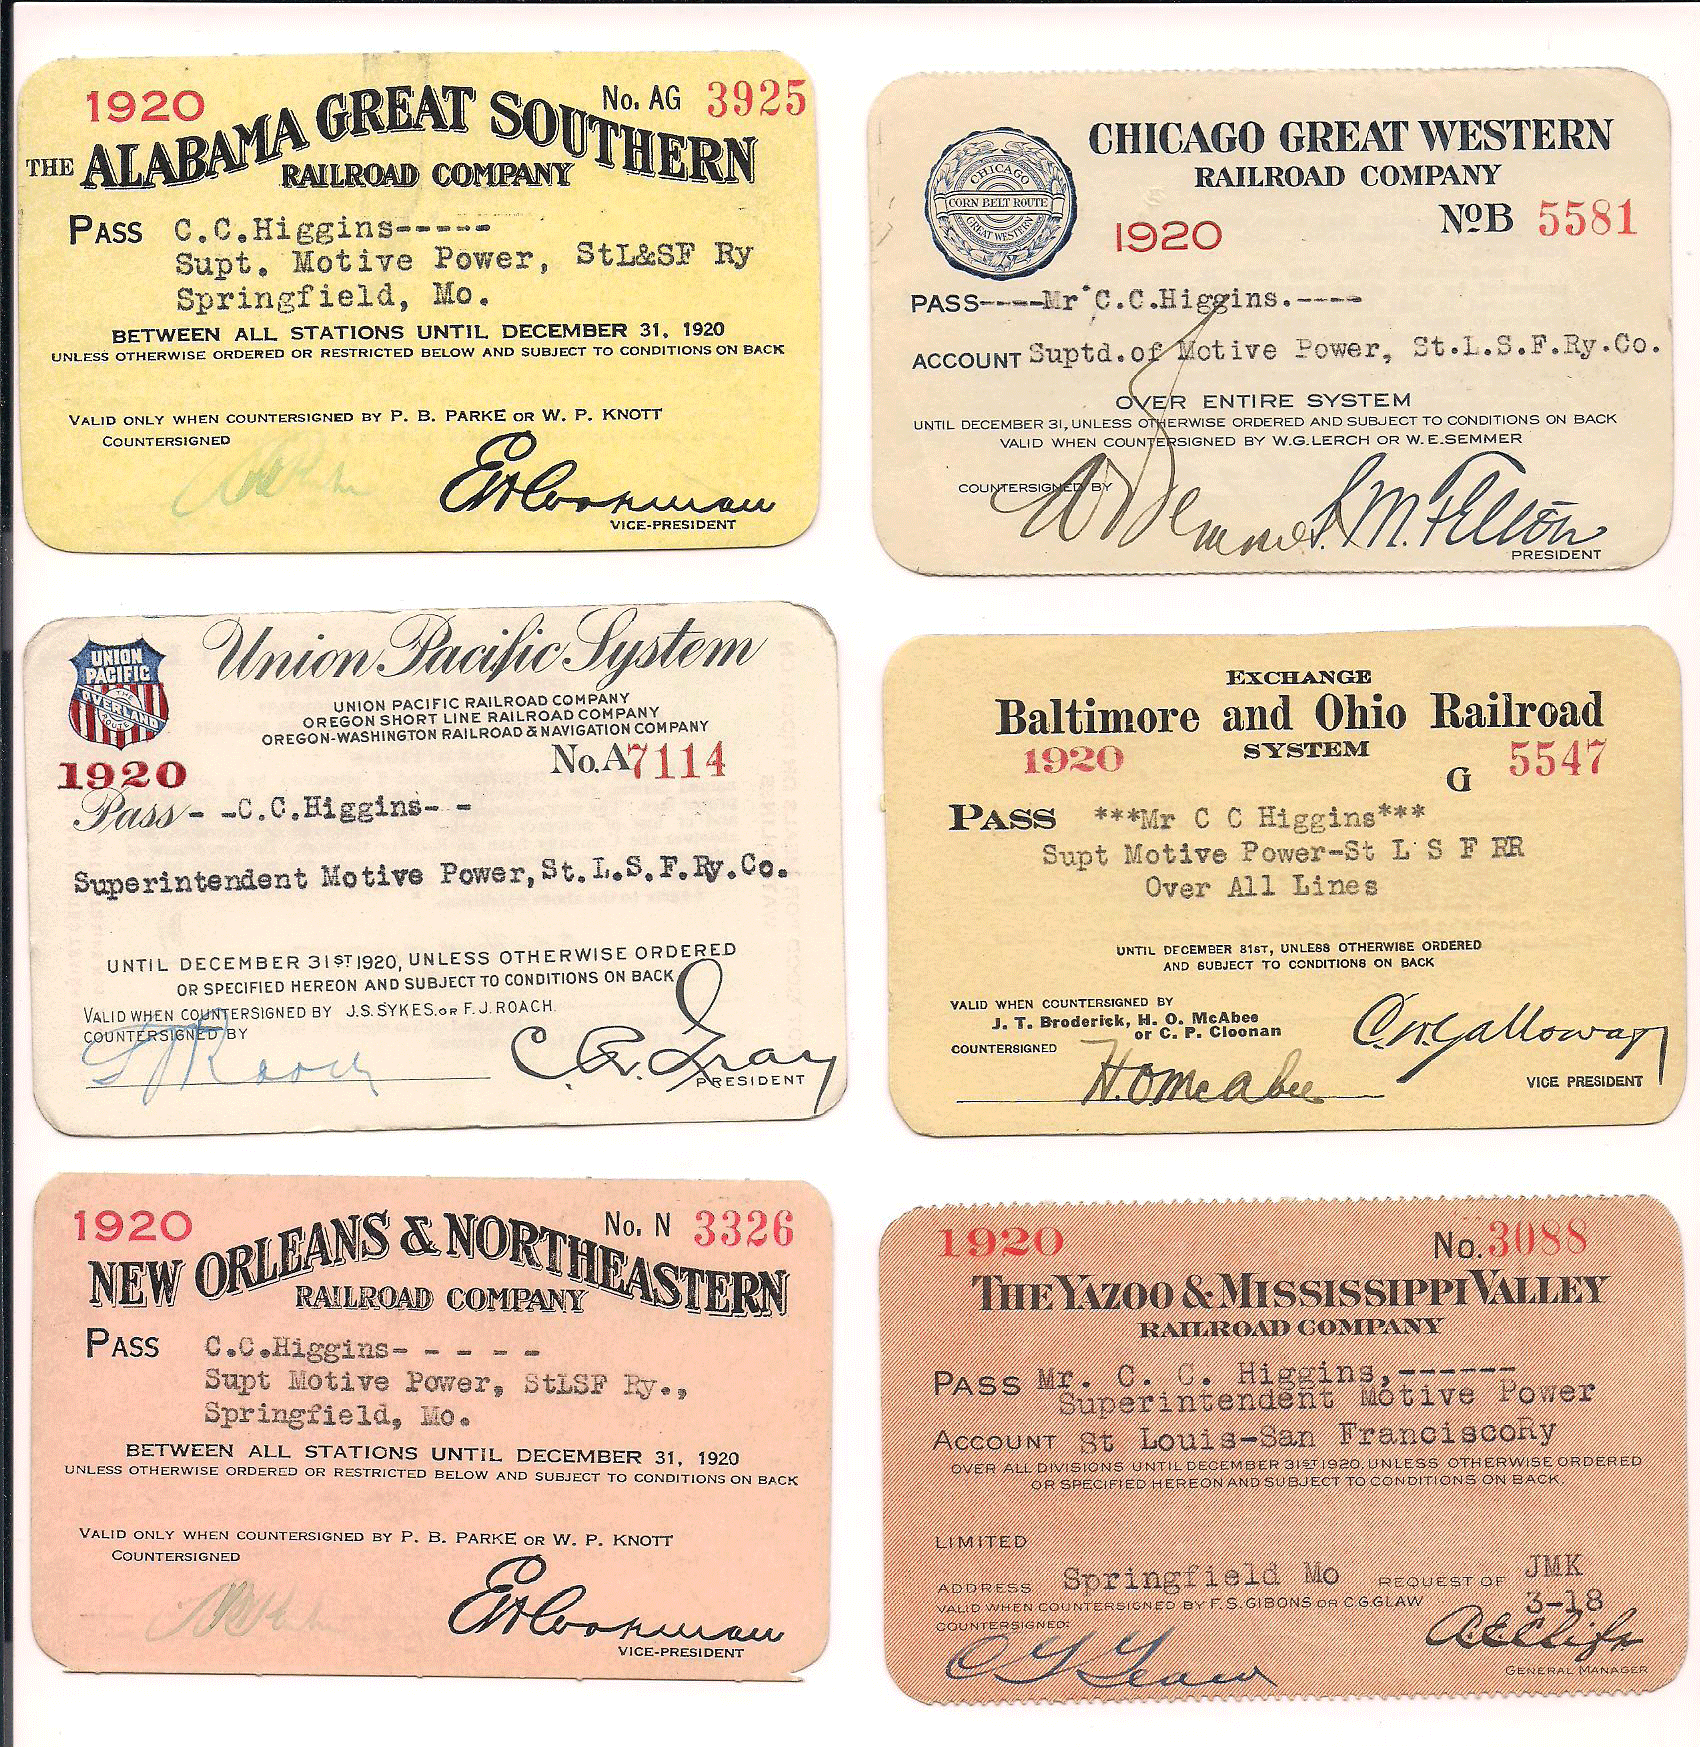 1920
No. AG 3925
THE ALABAMA GREAT SOUTHERN
RAILROAD COMPANY
PASS C.C.Higgins-----
Supt. Motive Power, StL&SF Ry
Springfield, Mo.
BETWEEN ALL STATIONS UNTIL DECEMBER 31, 1920
UNLESS OTHERWISE ORDERED OR RESTRICTED BELOW AND SUBJECT TO CONDITIONS ON BACK
VALID ONLY WHEN COUNTERSIGNED BY P. B. PARKE OR W. P. KNOTT
COUNTERSIGNED
VICE-PRESIDENT
CHICAGO GREAT WESTERN
RAILROAD COMPANY
CHICAGO
CORN BELT ROUTE
GREAT WESTERN
1920
No B 5581
PASS----Mr C.C.Higgins.----
ACCOUNT Suptd.of Motive Power, St.L.S.F.Ry.Co.
OVER ENTIRE SYSTEM
UNTIL DECEMBER 31, UNLESS OTHERWISE ORDERED AND SUBJECT TO CONDITIONS ON BACK
VALID WHEN COUNTERSIGNED BY W.G.LERCH OR W.E.SEMMER
COUNTERSIGNED BY
S. M. Felton
PRESIDENT
UNION
PACIFIC
THE
OVERLAND
ROUTE
Union Pacific System
UNION PACIFIC RAILROAD COMPANY
OREGON SHORT LINE RAILROAD COMPANY
OREGON-WASHINGTON RAILROAD & NAVIGATION COMPANY
No. A7114
1920
Pass- -C.C.Higgins- -
Superintendent Motive Power, St.L.S.F.Ry.Co.
UNTIL DECEMBER 31ST 1920, UNLESS OTHERWISE ORDERED
OR SPECIFIED HEREON AND SUBJECT TO CONDITIONS ON BACK
VALID WHEN COUNTERSIGNED BY J.S.SYKES. OR F.J.ROACH.
COUNTERSIGNED BY
F J Roach
C. R. Gray
PRESIDENT
EXCHANGE
Baltimore and Ohio Railroad
SYSTEM
1920
G 5547
PASS ***Mr C C Higgins***
Supt Motive Power-St L S F RR
Over All Lines
UNTIL DECEMBER 31ST, UNLESS OTHERWISE ORDERED
AND SUBJECT TO CONDITIONS ON BACK
VALID WHEN COUNTERSIGNED BY
J. T. Broderick, H. O. McAbee
or C. P. Cloonan
COUNTERSIGNED
H.O McAbee
C.W. Galloway
VICE PRESIDENT
1920
No. N 3326
NEW ORLEANS & NORTHEASTERN
RAILROAD COMPANY
PASS C.C.Higgins- - - - -
Supt Motive Power, StLSF Ry.,
Springfield, Mo.
BETWEEN ALL STATIONS UNTIL DECEMBER 31, 1920
UNLESS OTHERWISE ORDERED OR RESTRICTED BELOW AND SUBJECT TO CONDITIONS ON BACK
VALID ONLY WHEN COUNTERSIGNED BY P. B. PARKE OR W. P. KNOTT
COUNTERSIGNED
VICE-PRESIDENT
1920
No. 3088
THE YAZOO & MISSISSIPPI VALLEY
RAILROAD COMPANY
PASS Mr. C. C. Higgins,------
Superintendent Motive Power
ACCOUNT St Louis-San FranciscoRy
OVER ALL DIVISIONS UNTIL DECEMBER 31ST 1920, UNLESS OTHERWISE ORDERED
OR SPECIFIED HEREON AND SUBJECT TO CONDITIONS ON BACK.
LIMITED
ADDRESS Springfield Mo REQUEST OF JMK
3-18
VALID WHEN COUNTERSIGNED BY F.S.GIBONS OR C.G.GLAW
COUNTERSIGNED:
C G Glaw
GENERAL MANAGER